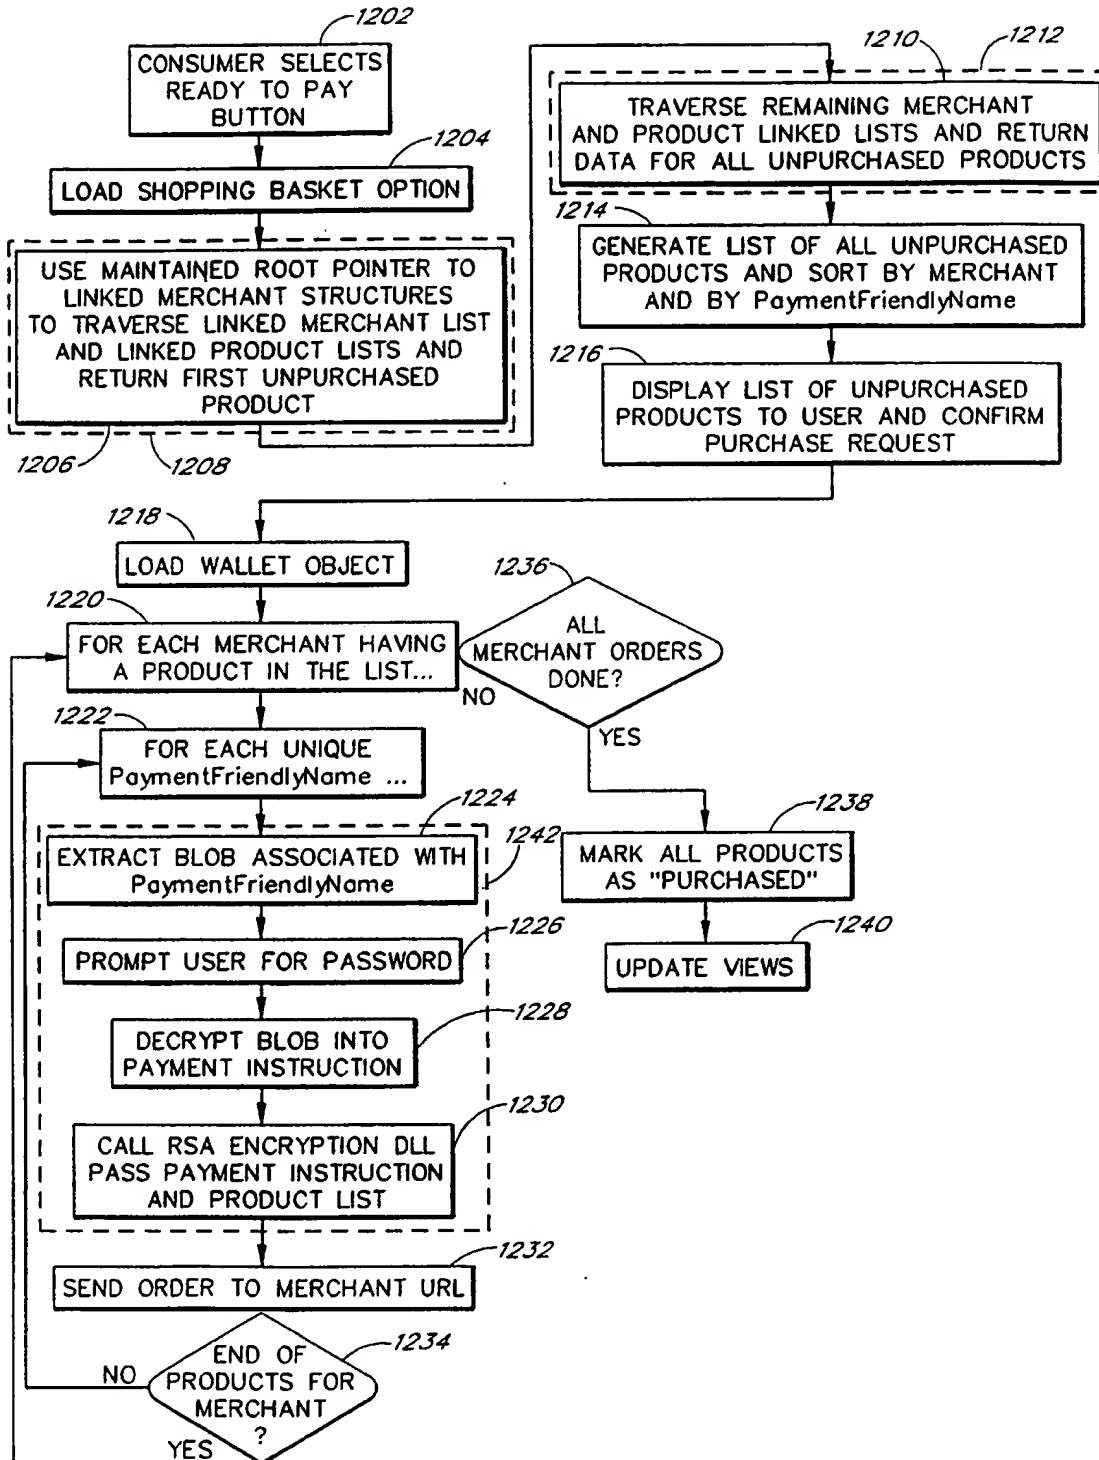 1202
CONSUMER SELECTS
READY TO PAY
BUTTON
1204
LOAD SHOPPING BASKET OPTION
USE MAINTAINED ROOT POINTER TO
LINKED MERCHANT STRUCTURES
TO TRAVERSE LINKED MERCHANT LIST
AND LINKED PRODUCT LISTS AND
RETURN FIRST UNPURCHASED
PRODUCT
1206
1208
1210
1212
TRAVERSE REMAINING MERCHANT
AND PRODUCT LINKED LISTS AND RETURN
DATA FOR ALL UNPURCHASED PRODUCTS
1214
GENERATE LIST OF ALL UNPURCHASED
PRODUCTS AND SORT BY MERCHANT
AND BY PaymentFriendlyName
1216
DISPLAY LIST OF UNPURCHASED
PRODUCTS TO USER AND CONFIRM
PURCHASE REQUEST
1218
LOAD WALLET OBJECT
1220
FOR EACH MERCHANT HAVING
A PRODUCT IN THE LIST...
1236
ALL
MERCHANT ORDERS
DONE?
NO
YES
1222
FOR EACH UNIQUE
PaymentFriendlyName ...
1224
1242
EXTRACT BLOB ASSOCIATED WITH
PaymentFriendlyName
1226
PROMPT USER FOR PASSWORD
1228
DECRYPT BLOB INTO
PAYMENT INSTRUCTION
1230
CALL RSA ENCRYPTION DLL
PASS PAYMENT INSTRUCTION
AND PRODUCT LIST
1232
SEND ORDER TO MERCHANT URL
1234
END OF
PRODUCTS FOR
MERCHANT
?
NO
YES
1238
MARK ALL PRODUCTS
AS "PURCHASED"
1240
UPDATE VIEWS